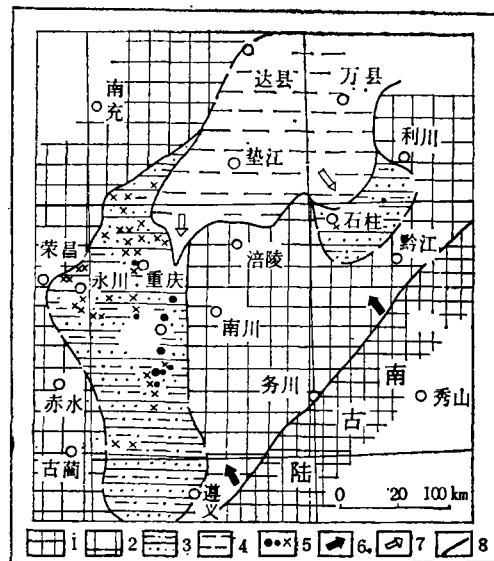 达县
万县
南充
利川
垫江
石柱
荣昌
永川
重庆
涪陵
黔江
南川
务川
南
古
陆
秀山
赤水
古蔺
遵义
0 20 100 km
1 2 3 4 5 6 7 8